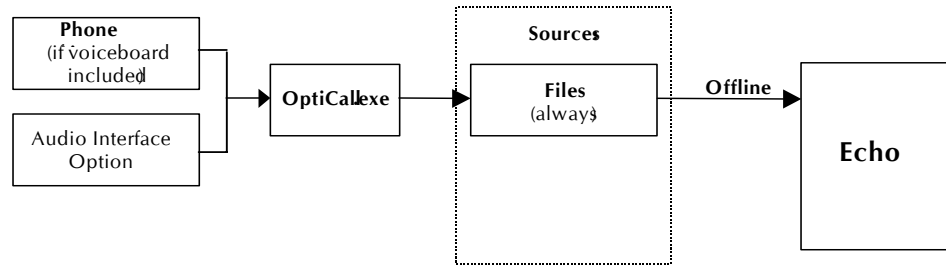 Phone
(if voiceboard
included)
Audio Interface
Option
OptiCall.exe
Sources:
Files
(always)
Offline
Echo